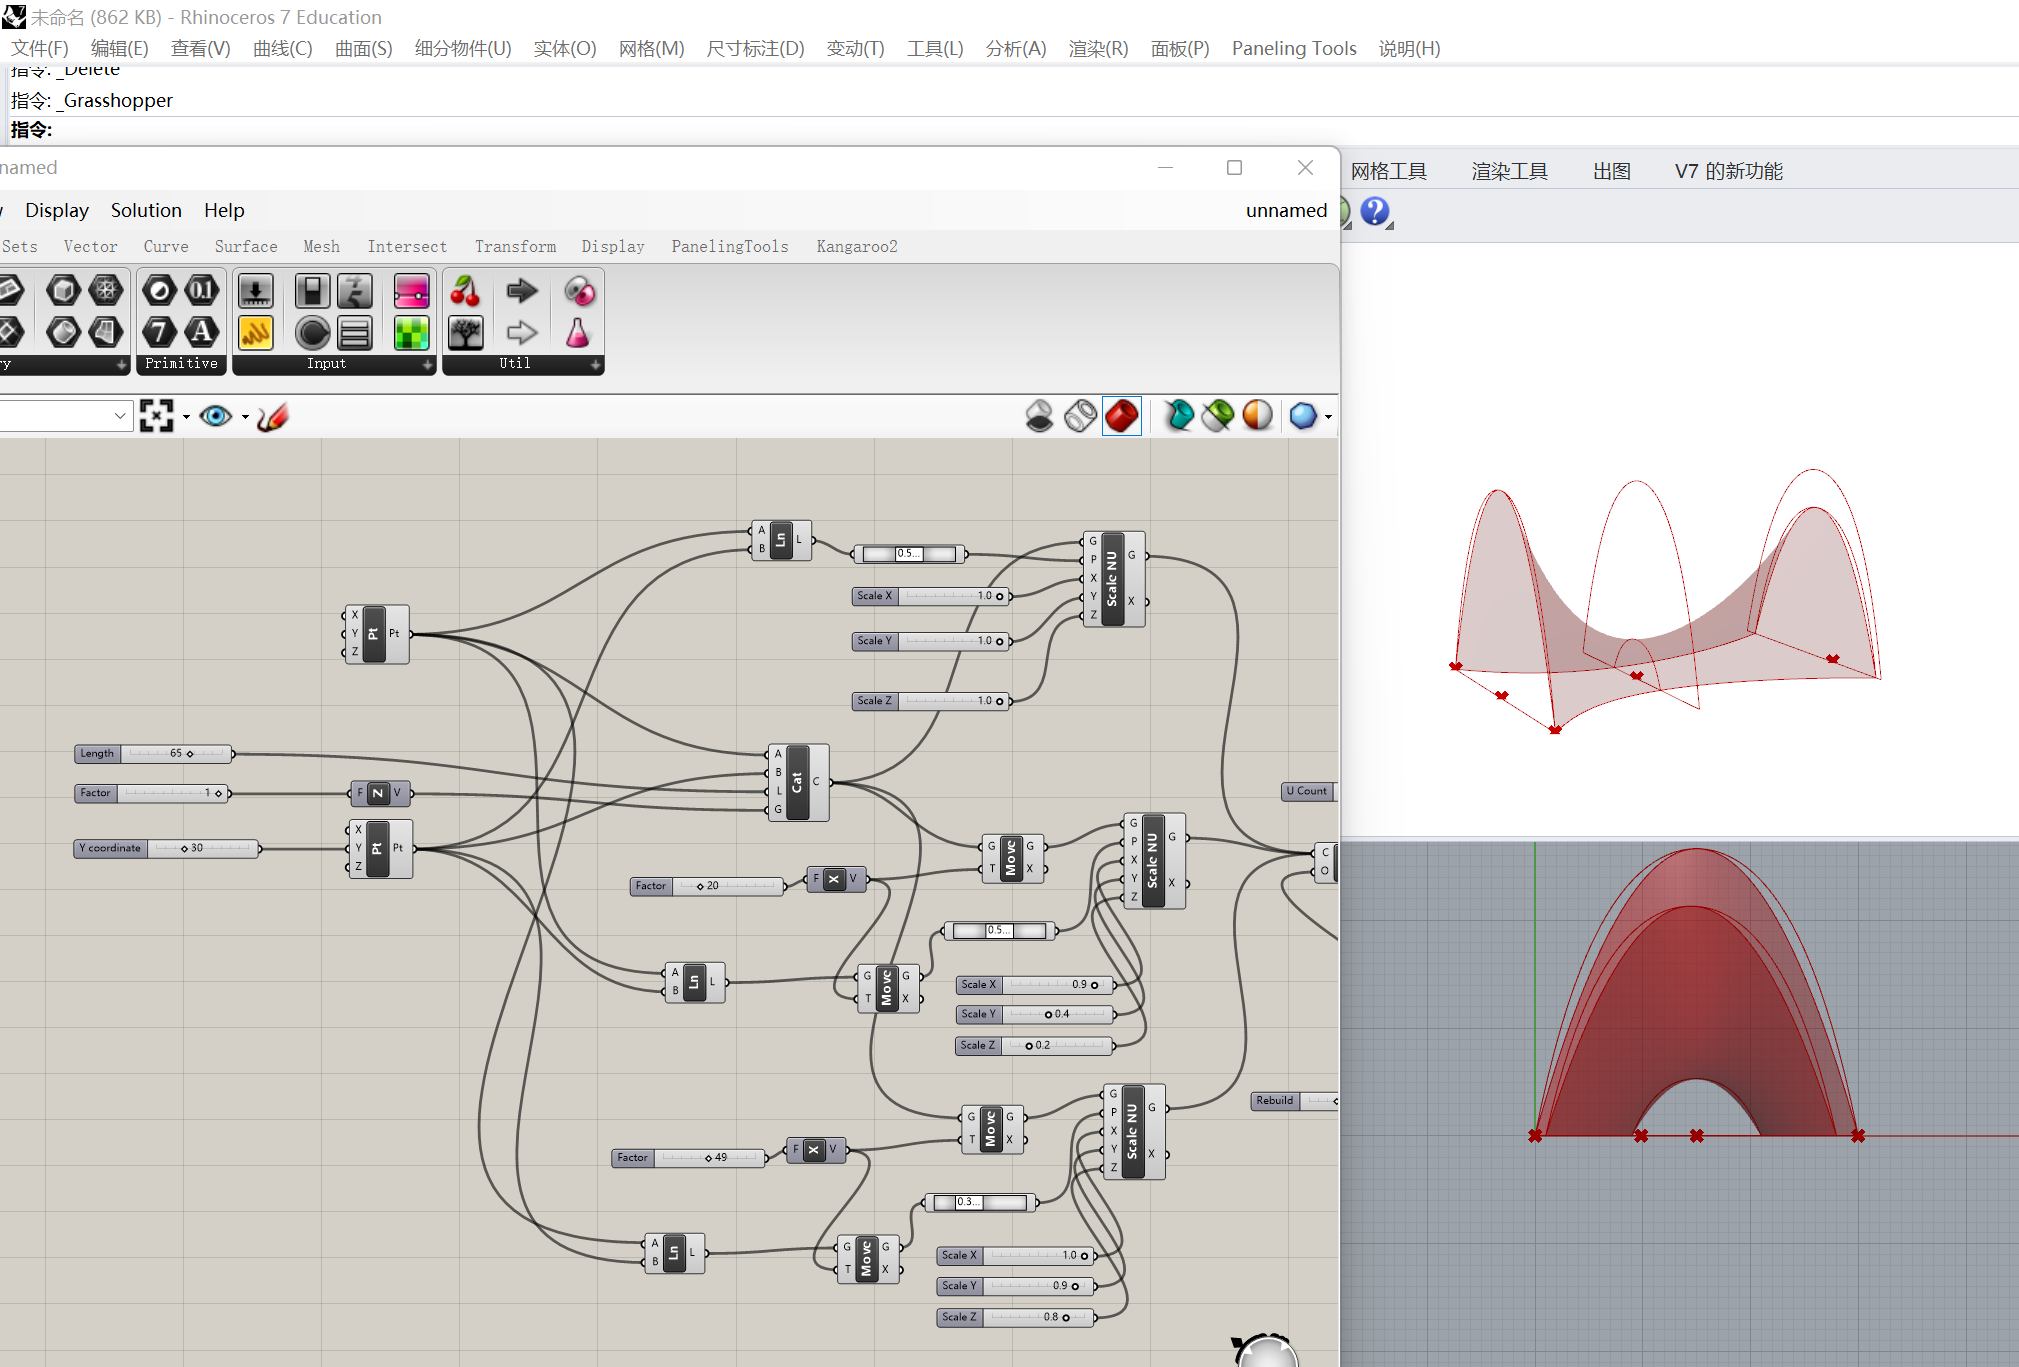 未命名 (862 KB) - Rhinoceros 7 Education
文件(F) 编辑(E) 查看(V) 曲线(C) 曲面(S) 细分物件(U) 实体(O) 网格(M) 尺寸标注(D) 变动(T) 工具(L) 分析(A) 渲染(R) 面板(P) Paneling Tools 说明(H)
指令: _Delete
指令: _Grasshopper
指令:
named
网格工具 渲染工具 出图 V7 的新功能
Display Solution Help unnamed
Sets Vector Curve Surface Mesh Intersect Transform Display PanelingTools Kangaroo2
0.1
7 A
Primitive Input Util
A B Ln L
0.5...
G P X Y Z Scale NU G X
Scale X 1.0
Scale Y 1.0
Scale Z 1.0
X Y Z Pt Pt
Length 65
Factor 1
F Z V
A B L G Cat C
Y coordinate 30
X Y Z Pt Pt
U Count
G T Move G X
G P X Y Z Scale NU G X
C
O
Factor 20
F X V
0.5...
A B Ln L
G T Move G X
Scale X 0.9
Scale Y 0.4
Scale Z 0.2
Rebuild
G T Move G X
G P X Y Z Scale NU G X
Factor 49
F X V
0.3...
A B Ln L
G T Move G X
Scale X 1.0
Scale Y 0.9
Scale Z 0.8